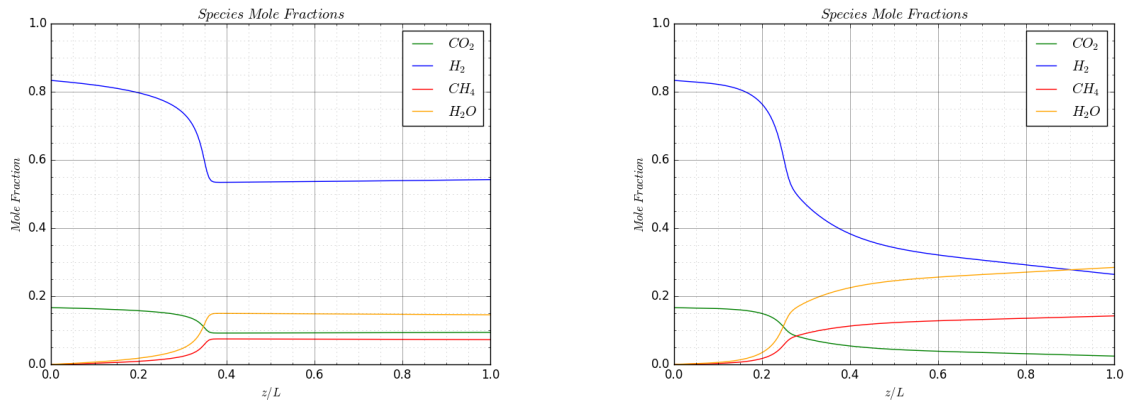 Species Mole Fractions
1.0
0.8
0.6
0.4
0.2
0.0
Mole Fraction
0.0 0.2 0.4 0.6 0.8 1.0
z/L
CO₂
H₂
CH₄
H₂O
Species Mole Fractions
1.0
0.8
0.6
0.4
0.2
0.0
Mole Fraction
0.0 0.2 0.4 0.6 0.8 1.0
z/L
CO₂
H₂
CH₄
H₂O